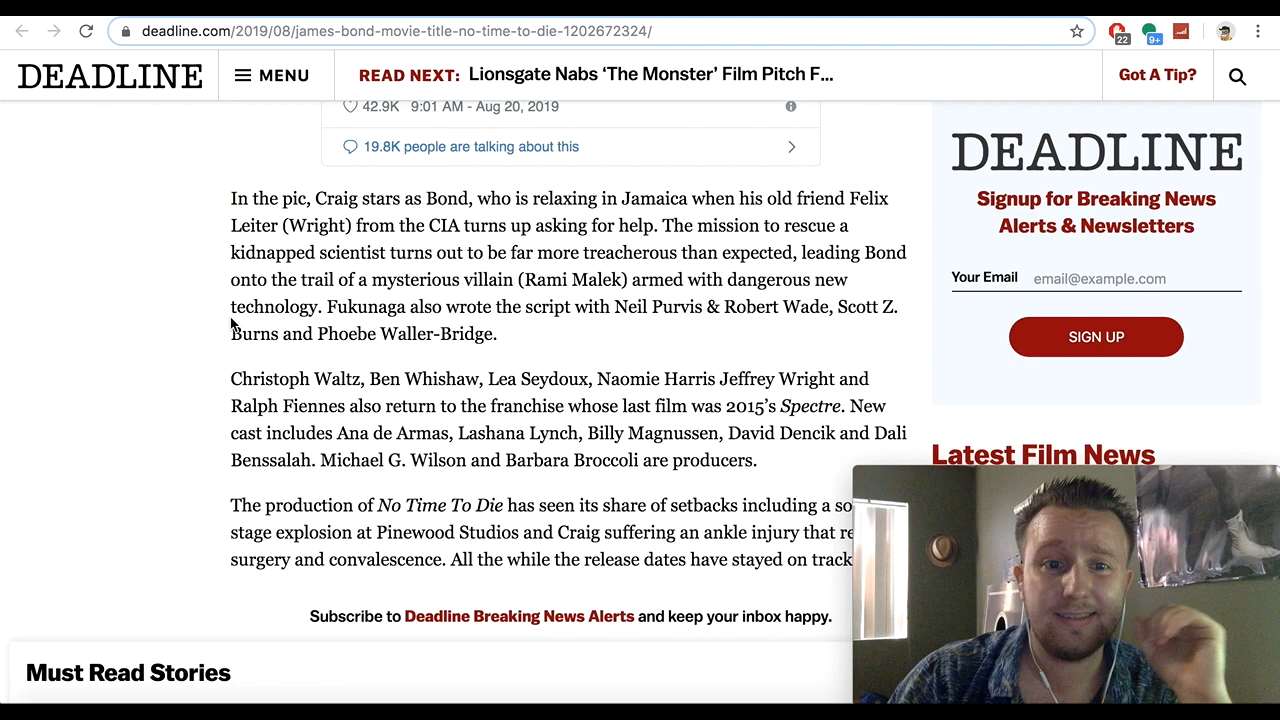 deadline.com/2019/08/james-bond-movie-title-no-time-to-die-1202672324/
22
9+
DEADLINE
MENU
READ NEXT: Lionsgate Nabs ‘The Monster’ Film Pitch F...
Got A Tip?
42.9K 9:01 AM - Aug 20, 2019
19.8K people are talking about this
In the pic, Craig stars as Bond, who is relaxing in Jamaica when his old friend Felix
Leiter (Wright) from the CIA turns up asking for help. The mission to rescue a
kidnapped scientist turns out to be far more treacherous than expected, leading Bond
onto the trail of a mysterious villain (Rami Malek) armed with dangerous new
technology. Fukunaga also wrote the script with Neil Purvis & Robert Wade, Scott Z.
Burns and Phoebe Waller-Bridge.
Christoph Waltz, Ben Whishaw, Lea Seydoux, Naomie Harris Jeffrey Wright and
Ralph Fiennes also return to the franchise whose last film was 2015’s Spectre. New
cast includes Ana de Armas, Lashana Lynch, Billy Magnussen, David Dencik and Dali
Benssalah. Michael G. Wilson and Barbara Broccoli are producers.
The production of No Time To Die has seen its share of setbacks including a so
stage explosion at Pinewood Studios and Craig suffering an ankle injury that re
surgery and convalescence. All the while the release dates have stayed on track
Subscribe to Deadline Breaking News Alerts and keep your inbox happy.
Must Read Stories
DEADLINE
Signup for Breaking News
Alerts & Newsletters
Your Email email@example.com
SIGN UP
Latest Film News